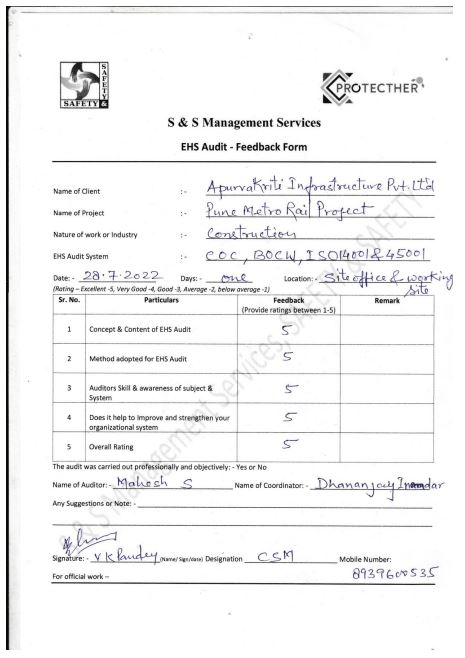 SAFETY
SAFETY &
PROTECTHER
S & S Management Services
EHS Audit - Feedback Form
Name of Client :- ApurvaKriti Infrastructure Pvt. Ltd
Name of Project :- Pune Metro Rail Project
Nature of work or Industry :- Construction
EHS Audit System :- COC, BOCW, ISO14001 & 45001
Date: - 28.7.2022 Days: - one Location: - Site office & working site
(Rating – Excellent -5, Very Good -4, Good -3, Average -2, below average -1)
Sr. No. Particulars Feedback (Provide ratings between 1-5) Remark
1 Concept & Content of EHS Audit 5
2 Method adopted for EHS Audit 5
3 Auditors Skill & awareness of subject & System 5
4 Does it help to Improve and strengthen your organizational system 5
5 Overall Rating 5
The audit was carried out professionally and objectively: - Yes or No
Name of Auditor: - Mahesh S Name of Coordinator: - Dhananjay Inamdar
Any Suggestions or Note: -
Signature: - V K Pandey (Name/ Sign/date) Designation CSM Mobile Number:
8939600535
For official work –
S & S Management Services, SAFETY & SAFETY